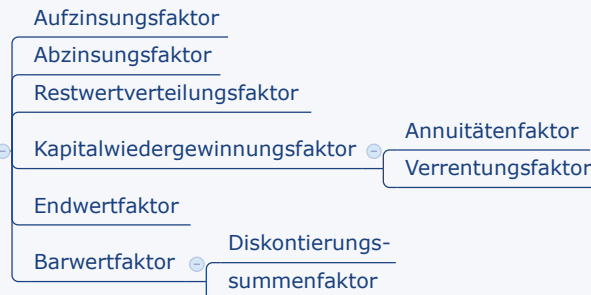 Aufzinsungsfaktor
Abzinsungsfaktor
Restwertverteilungsfaktor
Kapitalwiedergewinnungsfaktor
Annuitätenfaktor
Verrentungsfaktor
Endwertfaktor
Barwertfaktor
Diskontierungs-
summenfaktor